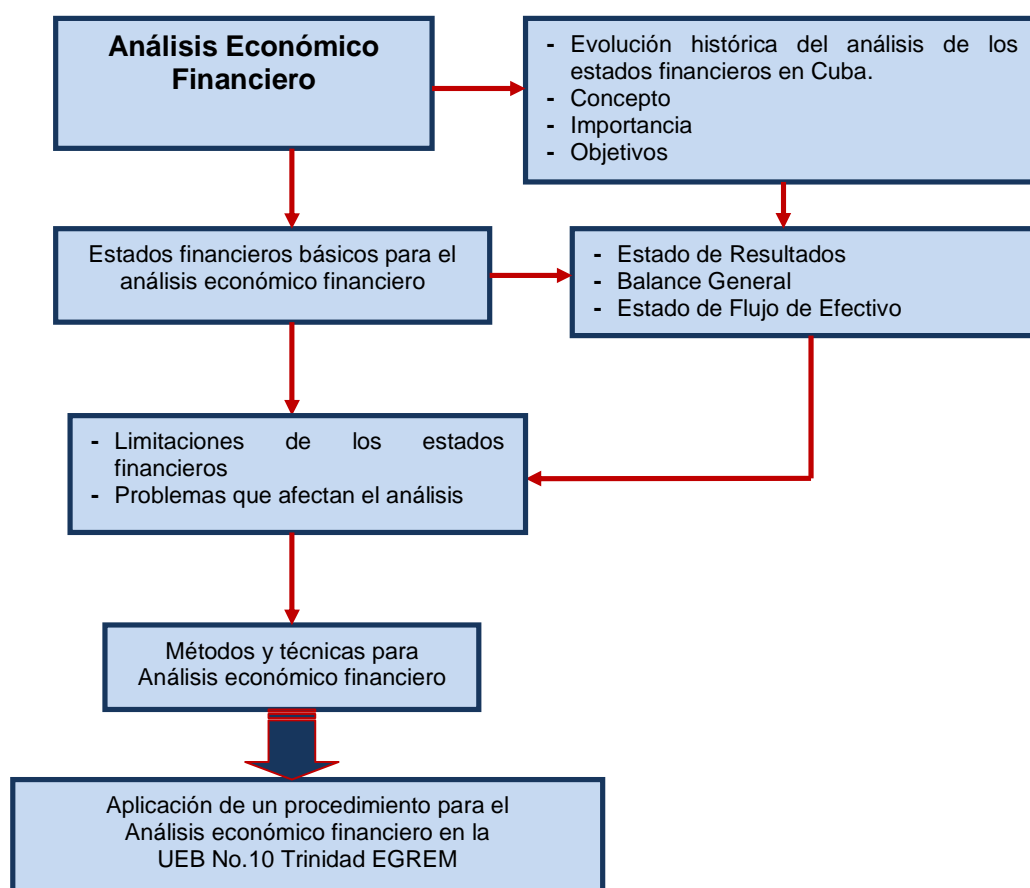 Análisis Económico
Financiero
- Evolución histórica del análisis de los
estados financieros en Cuba.
- Concepto
- Importancia
- Objetivos
Estados financieros básicos para el
análisis económico financiero
- Estado de Resultados
- Balance General
- Estado de Flujo de Efectivo
- Limitaciones de los estados
financieros
- Problemas que afectan el análisis
Métodos y técnicas para
Análisis económico financiero
Aplicación de un procedimiento para el
Análisis económico financiero en la
UEB No.10 Trinidad EGREM